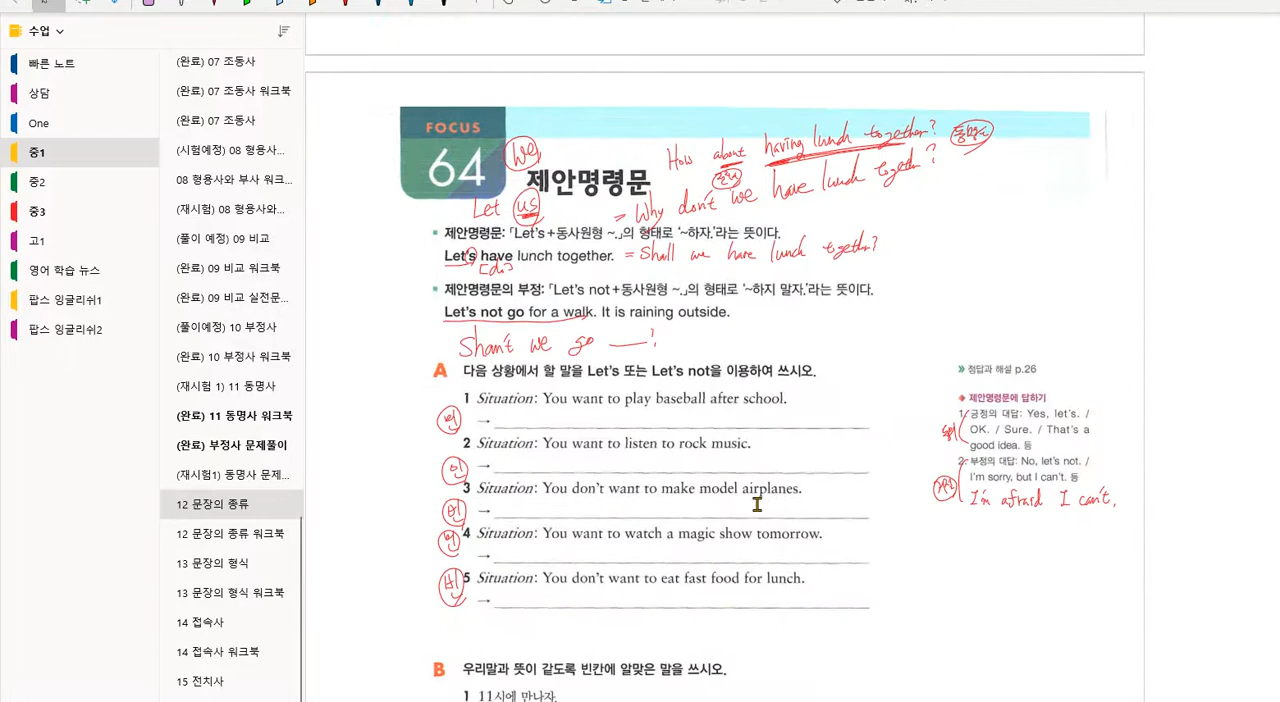 수업
빠른 노트
상담
One
중1
중2
중3
고1
영어 학습 뉴스
팝스 잉글리쉬1
팝스 잉글리쉬2
(완료) 07 조동사
(완료) 07 조동사 워크북
(완료) 07 조동사
(시험예정) 08 형용사...
08 형용사와 부사 워크...
(재시험) 08 형용사와...
(풀이 예정) 09 비교
(완료) 09 비교 워크북
(완료) 09 비교 실전문...
(풀이예정) 10 부정사
(완료) 10 부정사 워크북
(재시험 1) 11 동명사
(완료) 11 동명사 워크북
(완료) 부정사 문제풀이
(재시험1) 동명사 문제...
12 문장의 종류
12 문장의 종류 워크북
13 문장의 형식
13 문장의 형식 워크북
14 접속사
14 접속사 워크북
15 전치사
FOCUS
64
We
제안명령문
How about having lunch together?
Let us
= Why don't we have lunch together?
제안명령문: 「Let's+동사원형 ~.」의 형태로 '~하자.'라는 뜻이다.
Let's have lunch together. = Shall we have lunch together?
[do]
제안명령문의 부정: 「Let's not+동사원형 ~.」의 형태로 '~하지 말자.'라는 뜻이다.
Let's not go for a walk. It is raining outside.
Shan't we go ?
A 다음 상황에서 할 말을 Let's 또는 Let's not을 이용하여 쓰시오.
1 Situation: You want to play baseball after school.
→
2 Situation: You want to listen to rock music.
→
3 Situation: You don't want to make model airplanes.
→
4 Situation: You want to watch a magic show tomorrow.
→
5 Situation: You don't want to eat fast food for lunch.
→
» 정답과 해설 p.26
제안명령문에 답하기
1. 긍정의 대답: Yes, let's. /
OK. / Sure. / That's a
good idea. 등
2. 부정의 대답: No, let's not. /
I'm sorry, but I can't. 등
I'm afraid I can't.
B 우리말과 뜻이 같도록 빈칸에 알맞은 말을 쓰시오.
1 11시에 만나자.